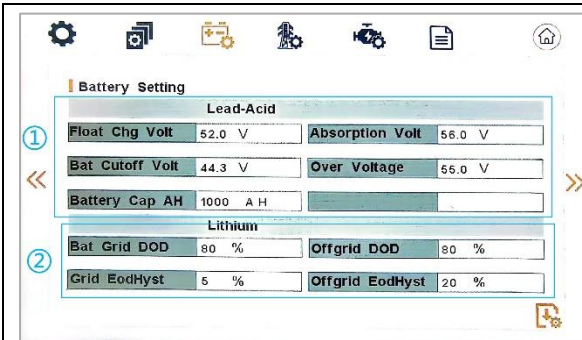 Battery Setting
Lead-Acid
①
Float Chg Volt 52.0 V Absorption Volt 56.0 V
Bat Cutoff Volt 44.3 V Over Voltage 55.0 V
Battery Cap AH 1000 A H
Lithium
②
Bat Grid DOD 80 % Offgrid DOD 80 %
Grid EodHyst 5 % Offgrid EodHyst 20 %